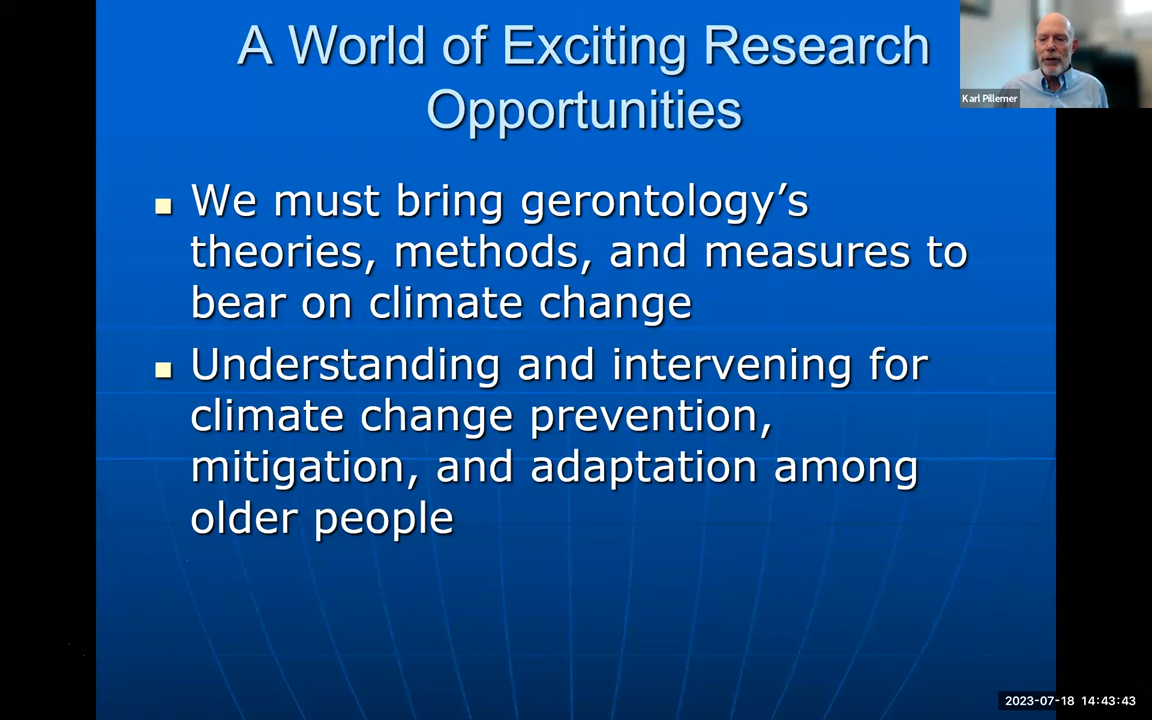 A World of Exciting Research
Opportunities
Karl Pillemer
We must bring gerontology’s
theories, methods, and measures to
bear on climate change
Understanding and intervening for
climate change prevention,
mitigation, and adaptation among
older people
2023-07-18 14:43:43